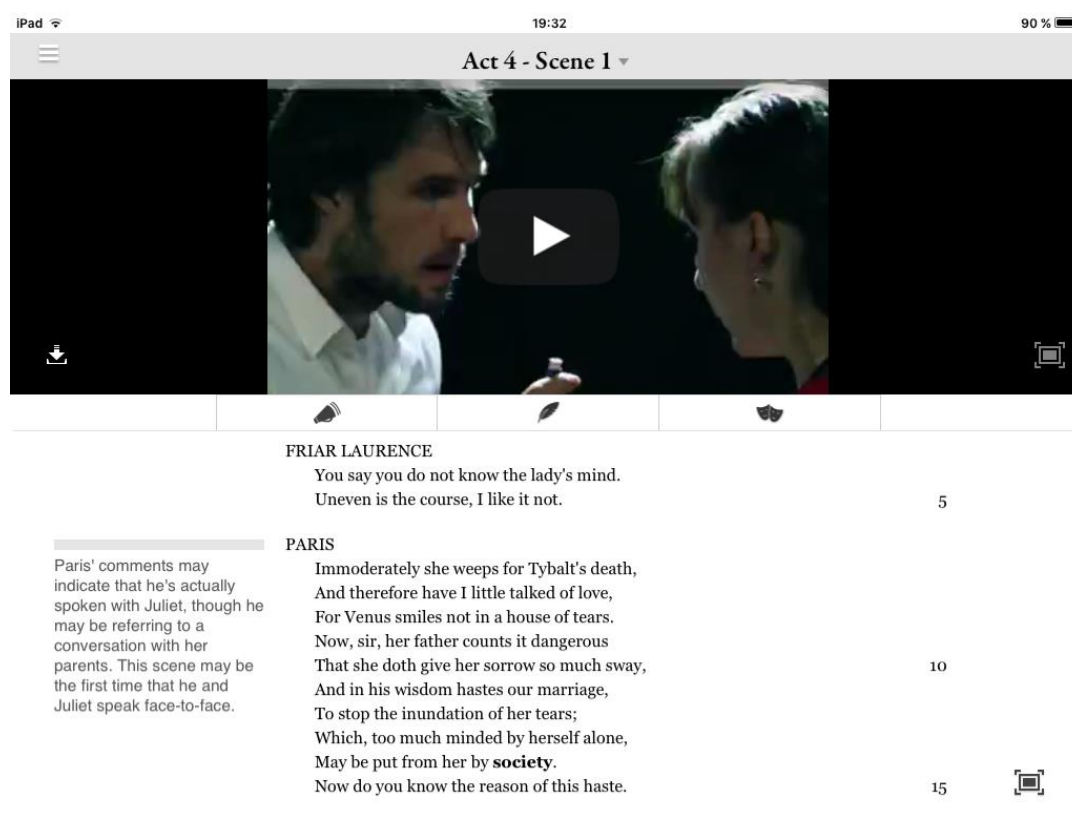 iPad
19:32
90 %
Act 4 - Scene 1
FRIAR LAURENCE
You say you do not know the lady's mind.
Uneven is the course, I like it not. 5
PARIS
Immoderately she weeps for Tybalt's death,
And therefore have I little talked of love,
For Venus smiles not in a house of tears.
Now, sir, her father counts it dangerous
That she doth give her sorrow so much sway, 10
And in his wisdom hastes our marriage,
To stop the inundation of her tears;
Which, too much minded by herself alone,
May be put from her by society.
Now do you know the reason of this haste. 15
Paris' comments may
indicate that he's actually
spoken with Juliet, though he
may be referring to a
conversation with her
parents. This scene may be
the first time that he and
Juliet speak face-to-face.